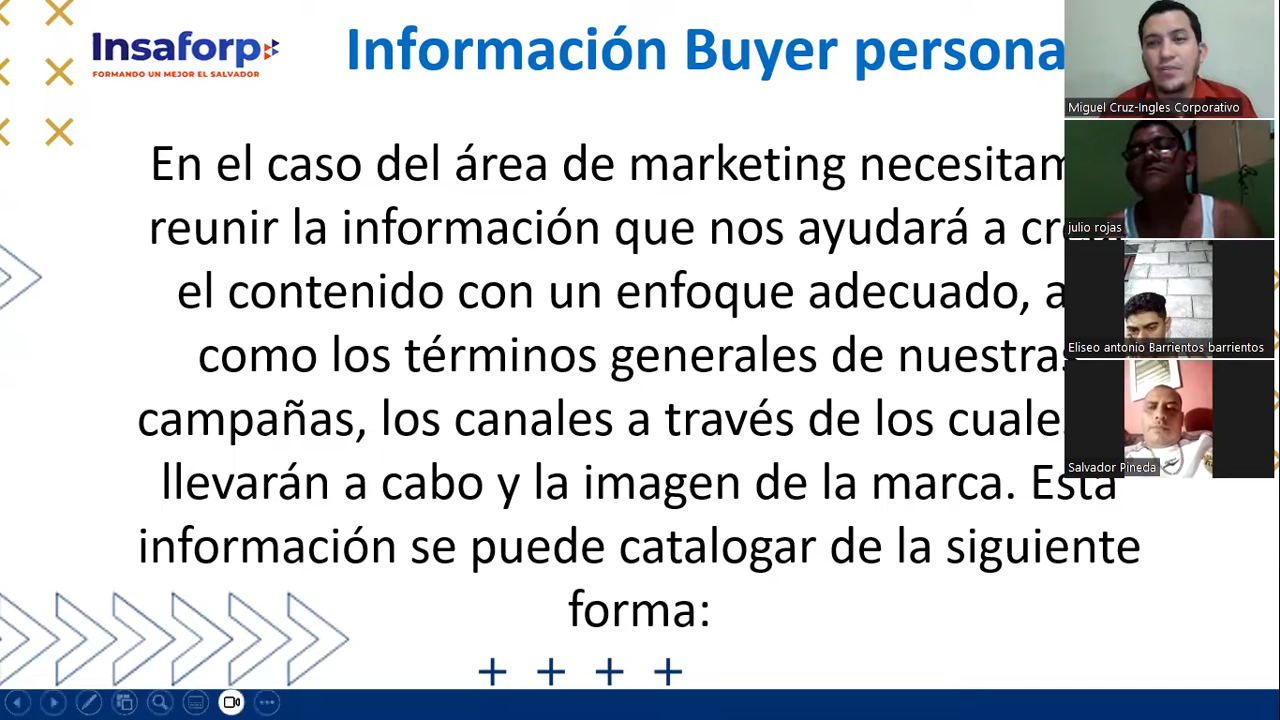 Insaforp
FORMANDO UN MEJOR EL SALVADOR
Información Buyer persona
En el caso del área de marketing
reunir la información que nos ayudará a
el contenido con un enfoque adecuado,
como los términos generales de nuestras
campañas, los canales a través de los
llevarán a cabo y la imagen de la marca. Esta
información se puede catalogar de la siguiente
forma:
Miguel Cruz-Ingles Corporativo
julio rojas
Eliseo antonio Barrientos barrientos
Salvador Pineda